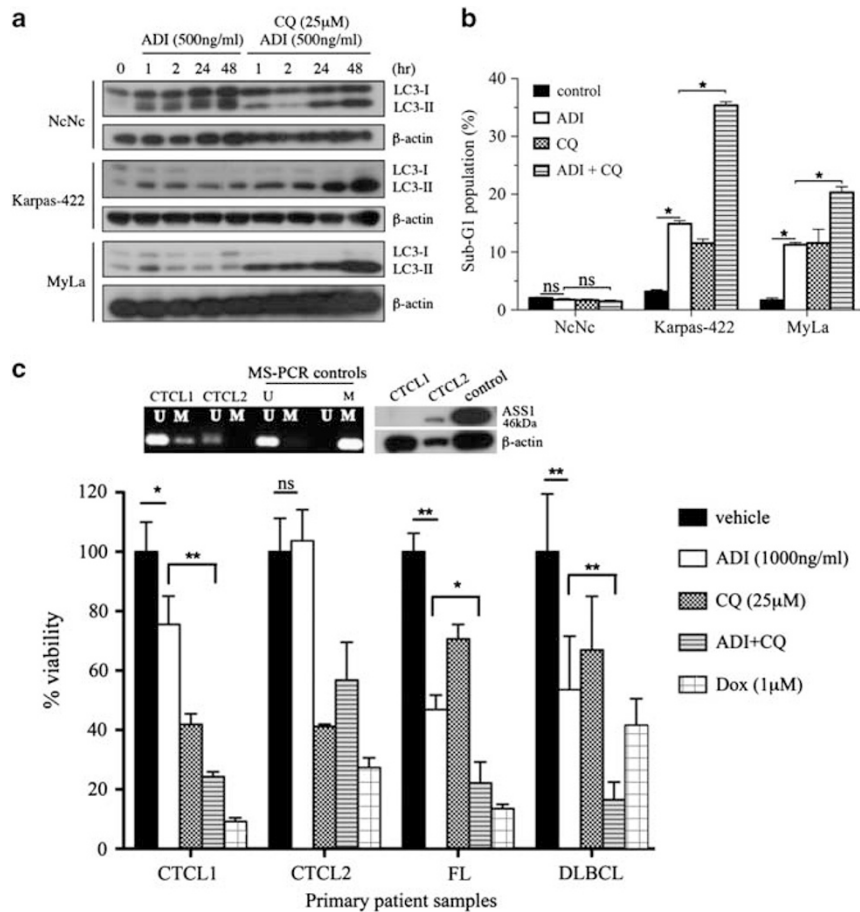 a
CQ (25µM)
ADI (500ng/ml) ADI (500ng/ml)
0 1 2 24 48 1 2 24 48 (hr)
NcNc
LC3-I
LC3-II
β-actin
Karpas-422
LC3-I
LC3-II
β-actin
MyLa
LC3-I
LC3-II
β-actin
b
Sub-G1 population (%)
40
30
20
10
0
control
ADI
CQ
ADI + CQ
ns ns
* *
* *
NcNc Karpas-422 MyLa
c
MS-PCR controls
CTCL1 CTCL2 U M
U M U M U M U M
CTCL1 CTCL2 control
ASS1
46kDa
β-actin
% viability
120
100
80
60
40
20
0
* **
ns
** *
** **
CTCL1 CTCL2 FL DLBCL
Primary patient samples
vehicle
ADI (1000ng/ml)
CQ (25µM)
ADI+CQ
Dox (1µM)